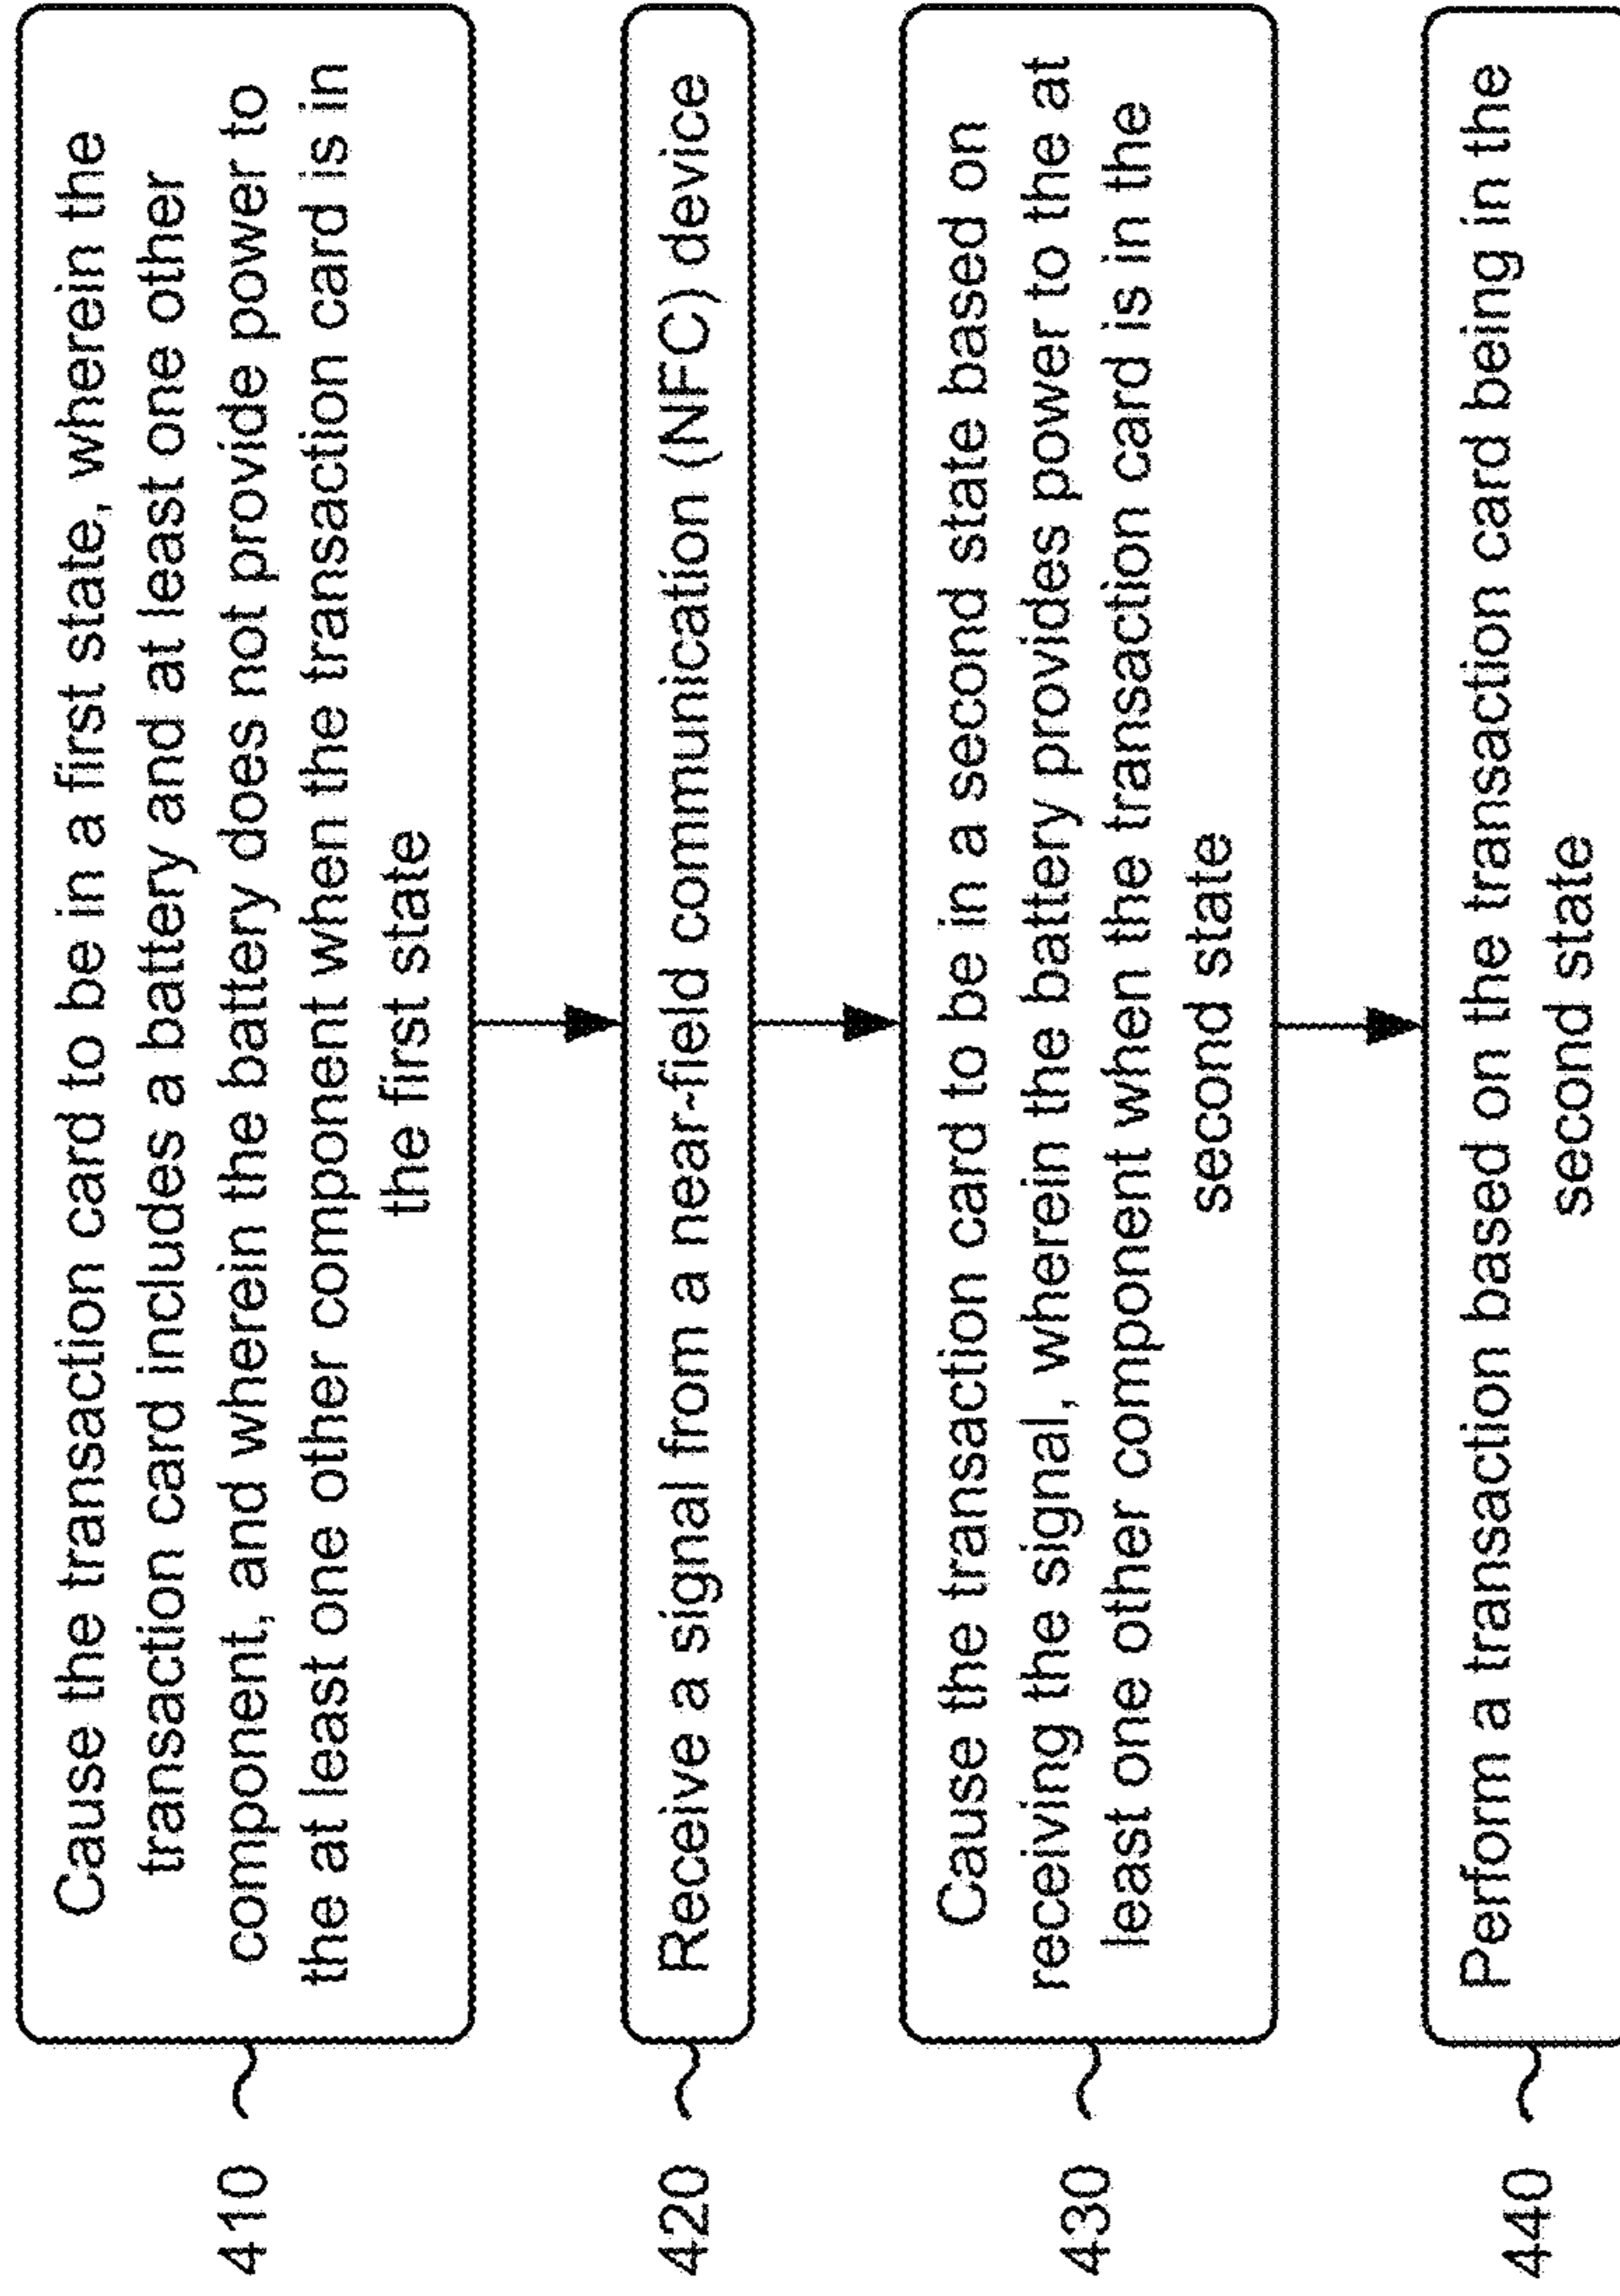 410
Cause the transaction card to be in a first state, wherein the
transaction card includes a battery and at least one other
component, and wherein the battery does not provide power to
the at least one other component when the transaction card is in
the first state
420
Receive a signal from a near-field communication (NFC) device
430
Cause the transaction card to be in a second state based on
receiving the signal, wherein the battery provides power to the at
least one other component when the transaction card is in the
second state
440
Perform a transaction based on the transaction card being in the
second state